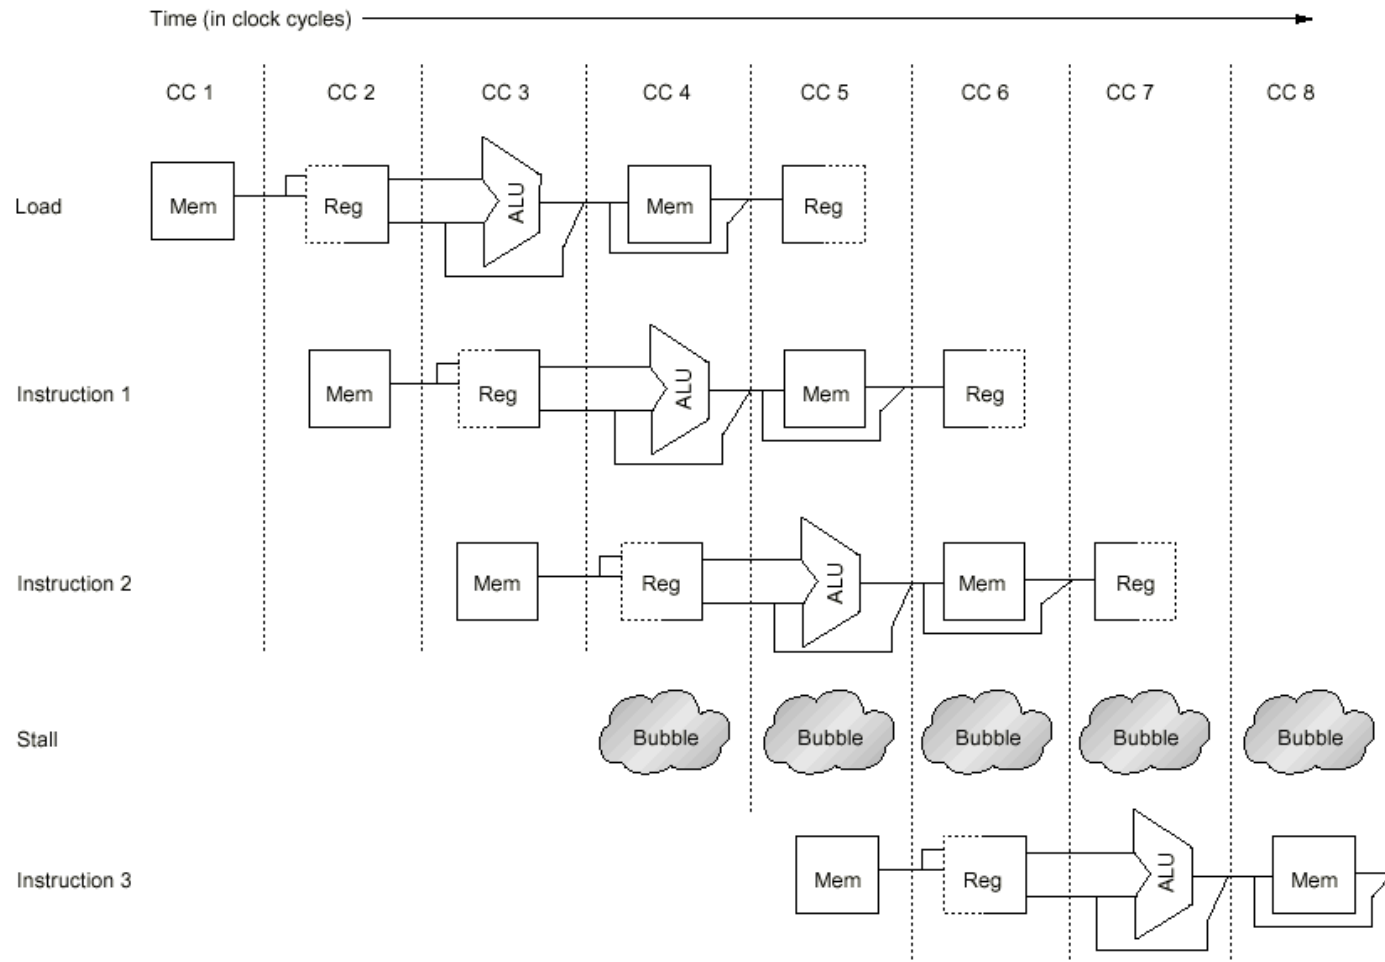 Time (in clock cycles)
CC 1 CC 2 CC 3 CC 4 CC 5 CC 6 CC 7 CC 8
Load Mem Reg ALU Mem Reg
Instruction 1 Mem Reg ALU Mem Reg
Instruction 2 Mem Reg ALU Mem Reg
Stall Bubble Bubble Bubble Bubble Bubble
Instruction 3 Mem Reg ALU Mem